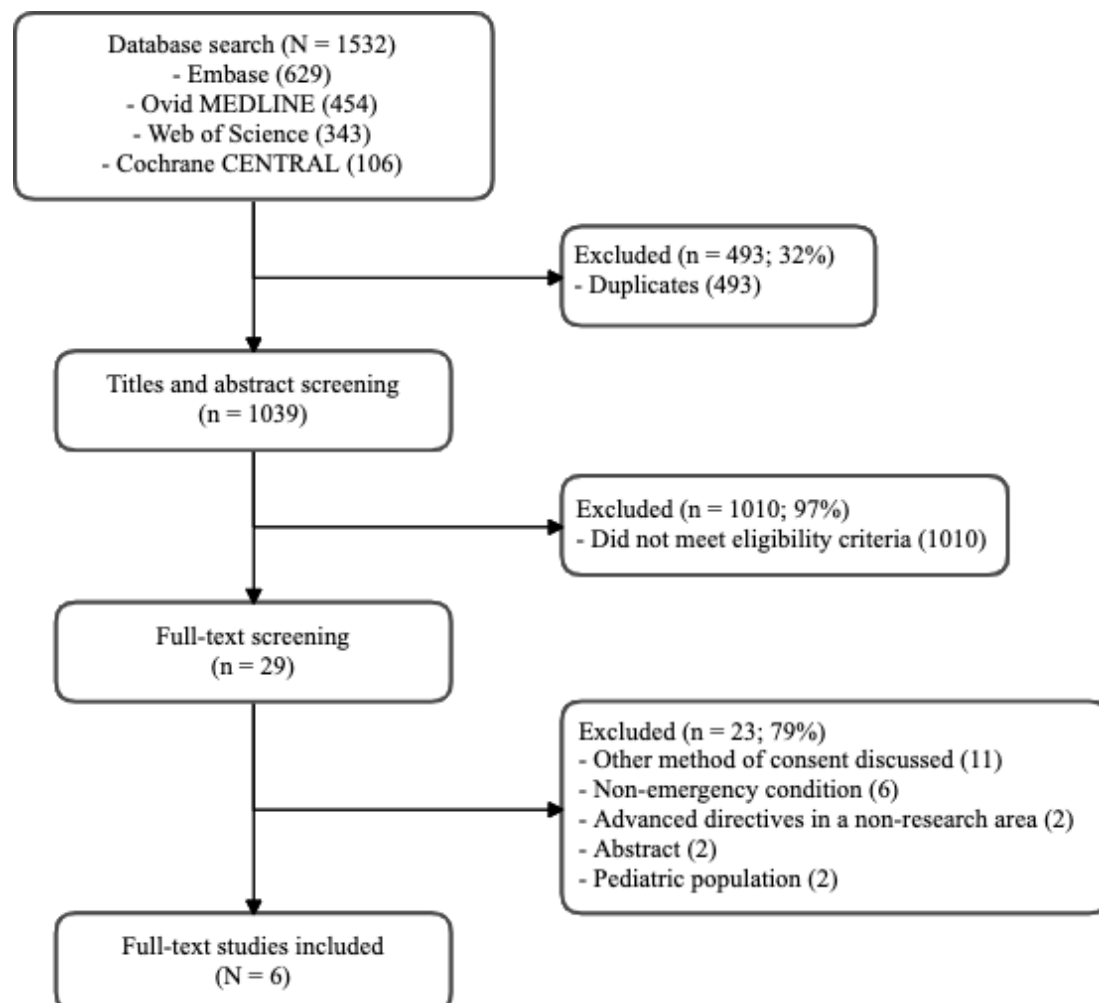 Database search (N = 1532)
- Embase (629)
- Ovid MEDLINE (454)
- Web of Science (343)
- Cochrane CENTRAL (106)
Excluded (n = 493; 32%)
- Duplicates (493)
Titles and abstract screening
(n = 1039)
Excluded (n = 1010; 97%)
- Did not meet eligibility criteria (1010)
Full-text screening
(n = 29)
Excluded (n = 23; 79%)
- Other method of consent discussed (11)
- Non-emergency condition (6)
- Advanced directives in a non-research area (2)
- Abstract (2)
- Pediatric population (2)
Full-text studies included
(N = 6)